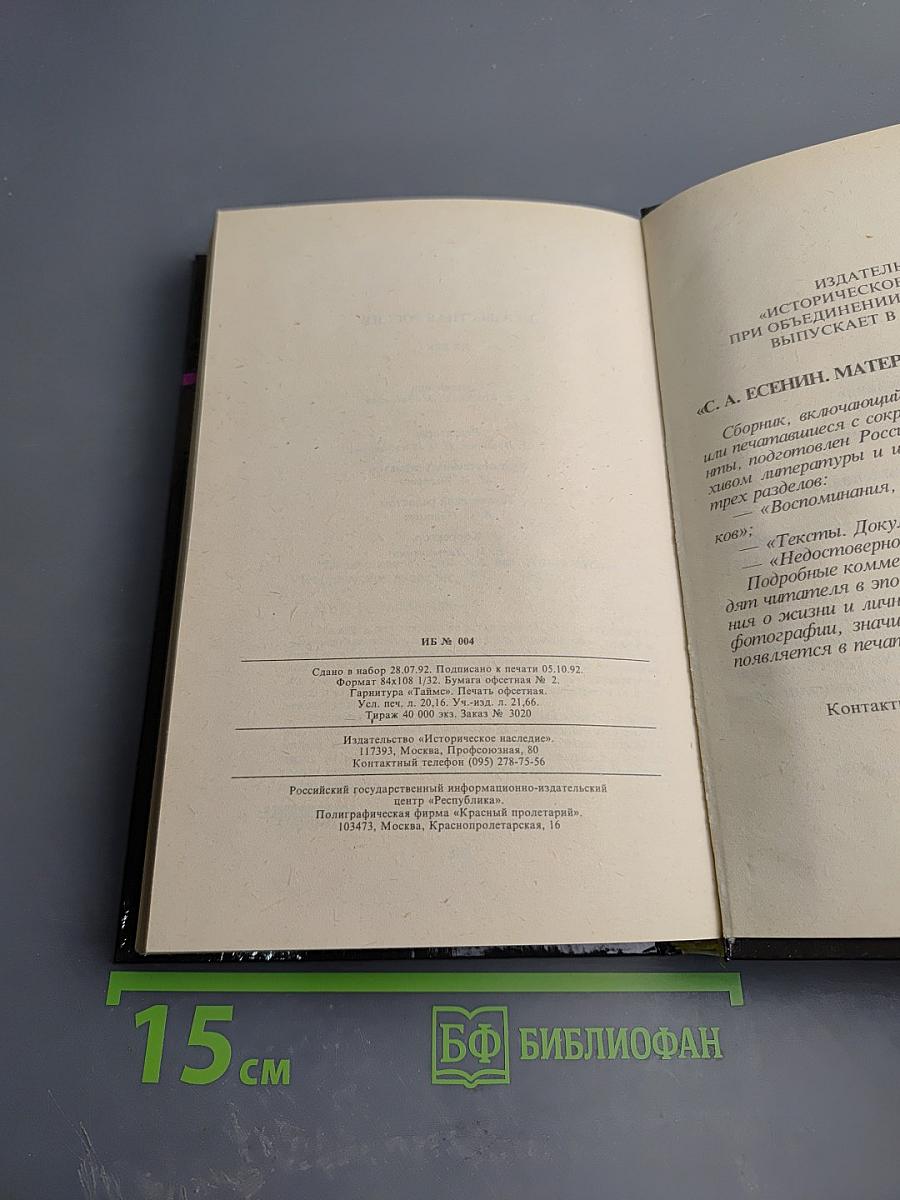 ИБ № 004
Сдано в набор 28.07.92. Подписано к печати 05.10.92.
Формат 84х108 1/32. Бумага офсетная № 2.
Гарнитура «Таймс». Печать офсетная.
Усл. печ. л. 20,16. Уч.-изд. л. 21,66.
Тираж 40 000 экз. Заказ № 3020
Издательство «Историческое наследие».
117393, Москва, Профсоюзная, 80
Контактный телефон (095) 278-75-56
Российский государственный информационно-издательский
центр «Республика».
Полиграфическая фирма «Красный пролетарий».
103473, Москва, Краснопролетарская, 16
ИЗДАТЕЛЬ
«ИСТОРИЧЕСКОЕ
ПРИ ОБЪЕДИНЕНИИ
ВЫПУСКАЕТ В
«С. А. ЕСЕНИН. МАТЕР
Сборник, включающий
или печатавшиеся с сокр
нты, подготовлен Росси
хивом литературы и и
трех разделов:
— «Воспоминания,
ков»;
— «Тексты. Доку
— «Недостоверно
Подробные комме
дят читателя в эпо
ния о жизни и личн
фотографии, значи
появляется в печат
Контакт
15 см
БФ БИБЛИОФАН